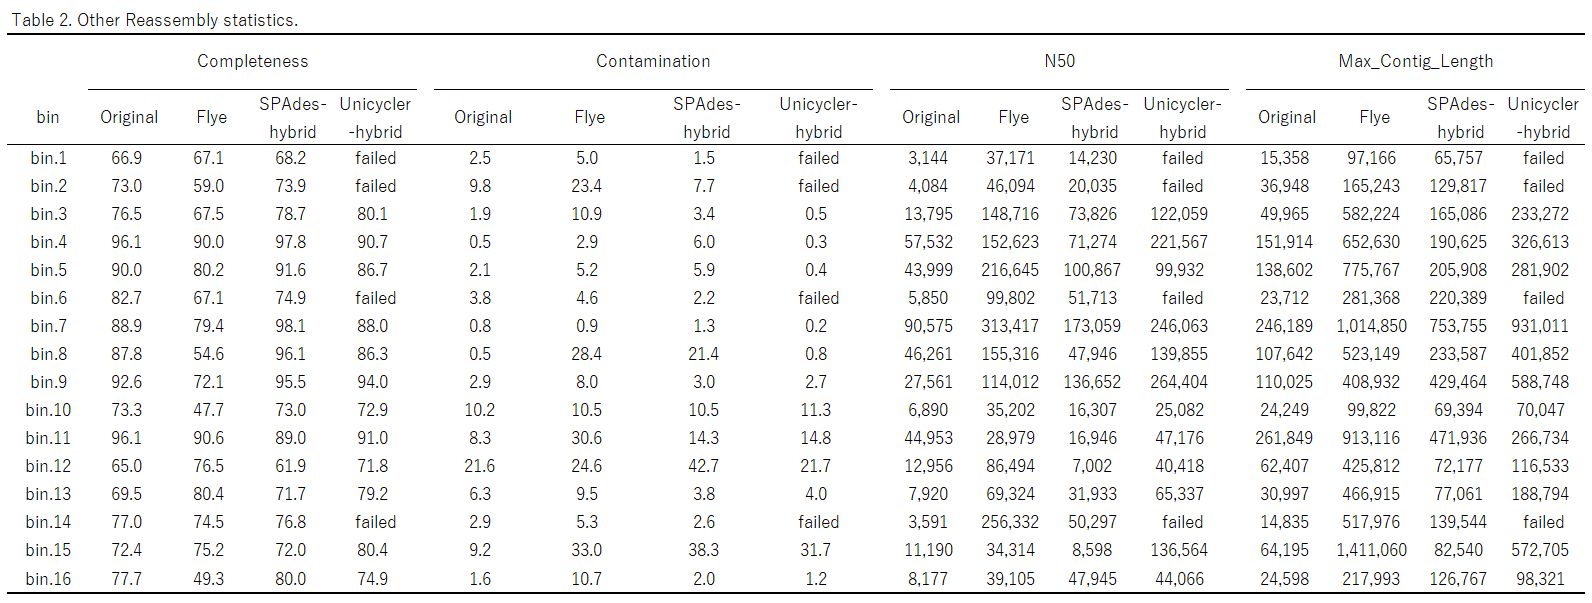 Table 2. Other Reassembly statistics.
Completeness Contamination N50 Max_Contig_Length
bin Original Flye SPAdes-hybrid Unicycler-hybrid Original Flye SPAdes-hybrid Unicycler-hybrid Original Flye SPAdes-hybrid Unicycler-hybrid Original Flye SPAdes-hybrid Unicycler-hybrid
bin.1 66.9 67.1 68.2 failed 2.5 5.0 1.5 failed 3,144 37,171 14,230 failed 15,358 97,166 65,757 failed
bin.2 73.0 59.0 73.9 failed 9.8 23.4 7.7 failed 4,084 46,094 20,035 failed 36,948 165,243 129,817 failed
bin.3 76.5 67.5 78.7 80.1 1.9 10.9 3.4 0.5 13,795 148,716 73,826 122,059 49,965 582,224 165,086 233,272
bin.4 96.1 90.0 97.8 90.7 0.5 2.9 6.0 0.3 57,532 152,623 71,274 221,567 151,914 652,630 190,625 326,613
bin.5 90.0 80.2 91.6 86.7 2.1 5.2 5.9 0.4 43,999 216,645 100,867 99,932 138,602 775,767 205,908 281,902
bin.6 82.7 67.1 74.9 failed 3.8 4.6 2.2 failed 5,850 99,802 51,713 failed 23,712 281,368 220,389 failed
bin.7 88.9 79.4 98.1 88.0 0.8 0.9 1.3 0.2 90,575 313,417 173,059 246,063 246,189 1,014,850 753,755 931,011
bin.8 87.8 54.6 96.1 86.3 0.5 28.4 21.4 0.8 46,261 155,316 47,946 139,855 107,642 523,149 233,587 401,852
bin.9 92.6 72.1 95.5 94.0 2.9 8.0 3.0 2.7 27,561 114,012 136,652 264,404 110,025 408,932 429,464 588,748
bin.10 73.3 47.7 73.0 72.9 10.2 10.5 10.5 11.3 6,890 35,202 16,307 25,082 24,249 99,822 69,394 70,047
bin.11 96.1 90.6 89.0 91.0 8.3 30.6 14.3 14.8 44,953 28,979 16,946 47,176 261,849 913,116 471,936 266,734
bin.12 65.0 76.5 61.9 71.8 21.6 24.6 42.7 21.7 12,956 86,494 7,002 40,418 62,407 425,812 72,177 116,533
bin.13 69.5 80.4 71.7 79.2 6.3 9.5 3.8 4.0 7,920 69,324 31,933 65,337 30,997 466,915 77,061 188,794
bin.14 77.0 74.5 76.8 failed 2.9 5.3 2.6 failed 3,591 256,332 50,297 failed 14,835 517,976 139,544 failed
bin.15 72.4 75.2 72.0 80.4 9.2 33.0 38.3 31.7 11,190 34,314 8,598 136,564 64,195 1,411,060 82,540 572,705
bin.16 77.7 49.3 80.0 74.9 1.6 10.7 2.0 1.2 8,177 39,105 47,945 44,066 24,598 217,993 126,767 98,321